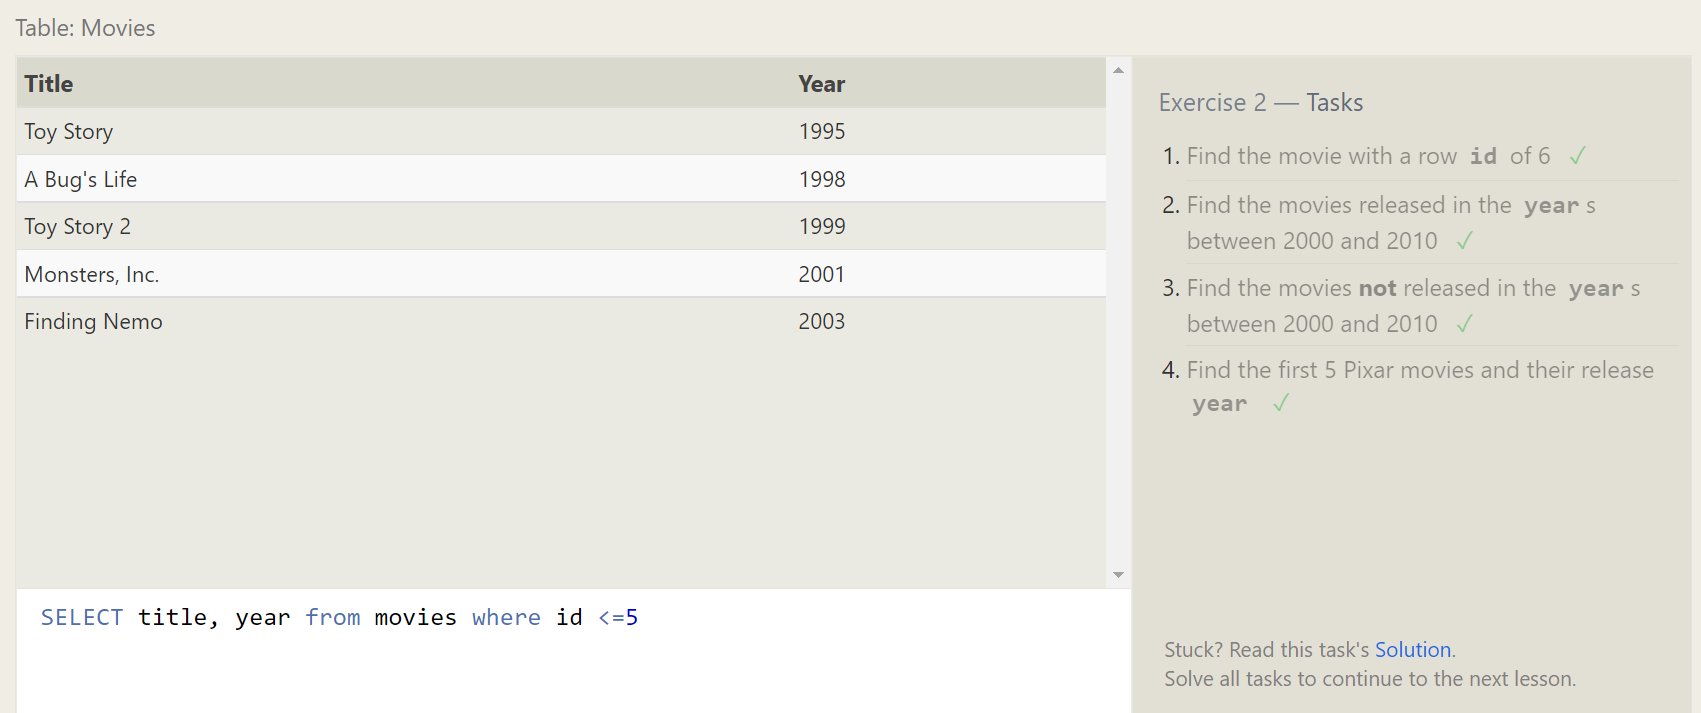 Table: Movies
Title Year
Toy Story 1995
A Bug's Life 1998
Toy Story 2 1999
Monsters, Inc. 2001
Finding Nemo 2003
SELECT title, year from movies where id <=5
Exercise 2 — Tasks
1. Find the movie with a row id of 6 ✓
2. Find the movies released in the year s
between 2000 and 2010 ✓
3. Find the movies not released in the year s
between 2000 and 2010 ✓
4. Find the first 5 Pixar movies and their release
year ✓
Stuck? Read this task's Solution.
Solve all tasks to continue to the next lesson.